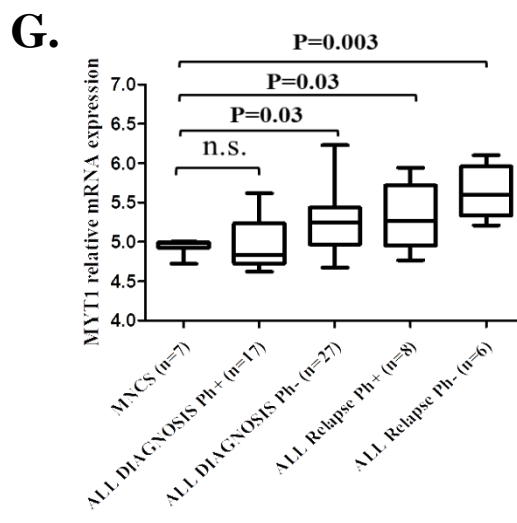 G.
P=0.003
P=0.03
P=0.03
n.s.
MYT1 relative mRNA expression
7.0
6.5
6.0
5.5
5.0
4.5
4.0
MNCS (n=7)
ALL DIAGNOSIS Ph+ (n=17)
ALL DIAGNOSIS Ph- (n=27)
ALL Relapse Ph+ (n=8)
ALL Relapse Ph- (n=6)